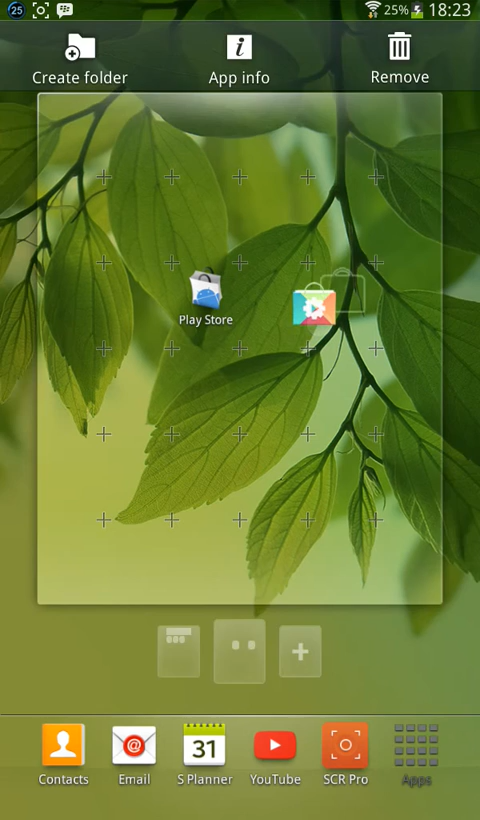 25
25%
18:23
Create folder
App info
Remove
Play Store
31
Contacts
Email
S Planner
YouTube
SCR Pro
Apps